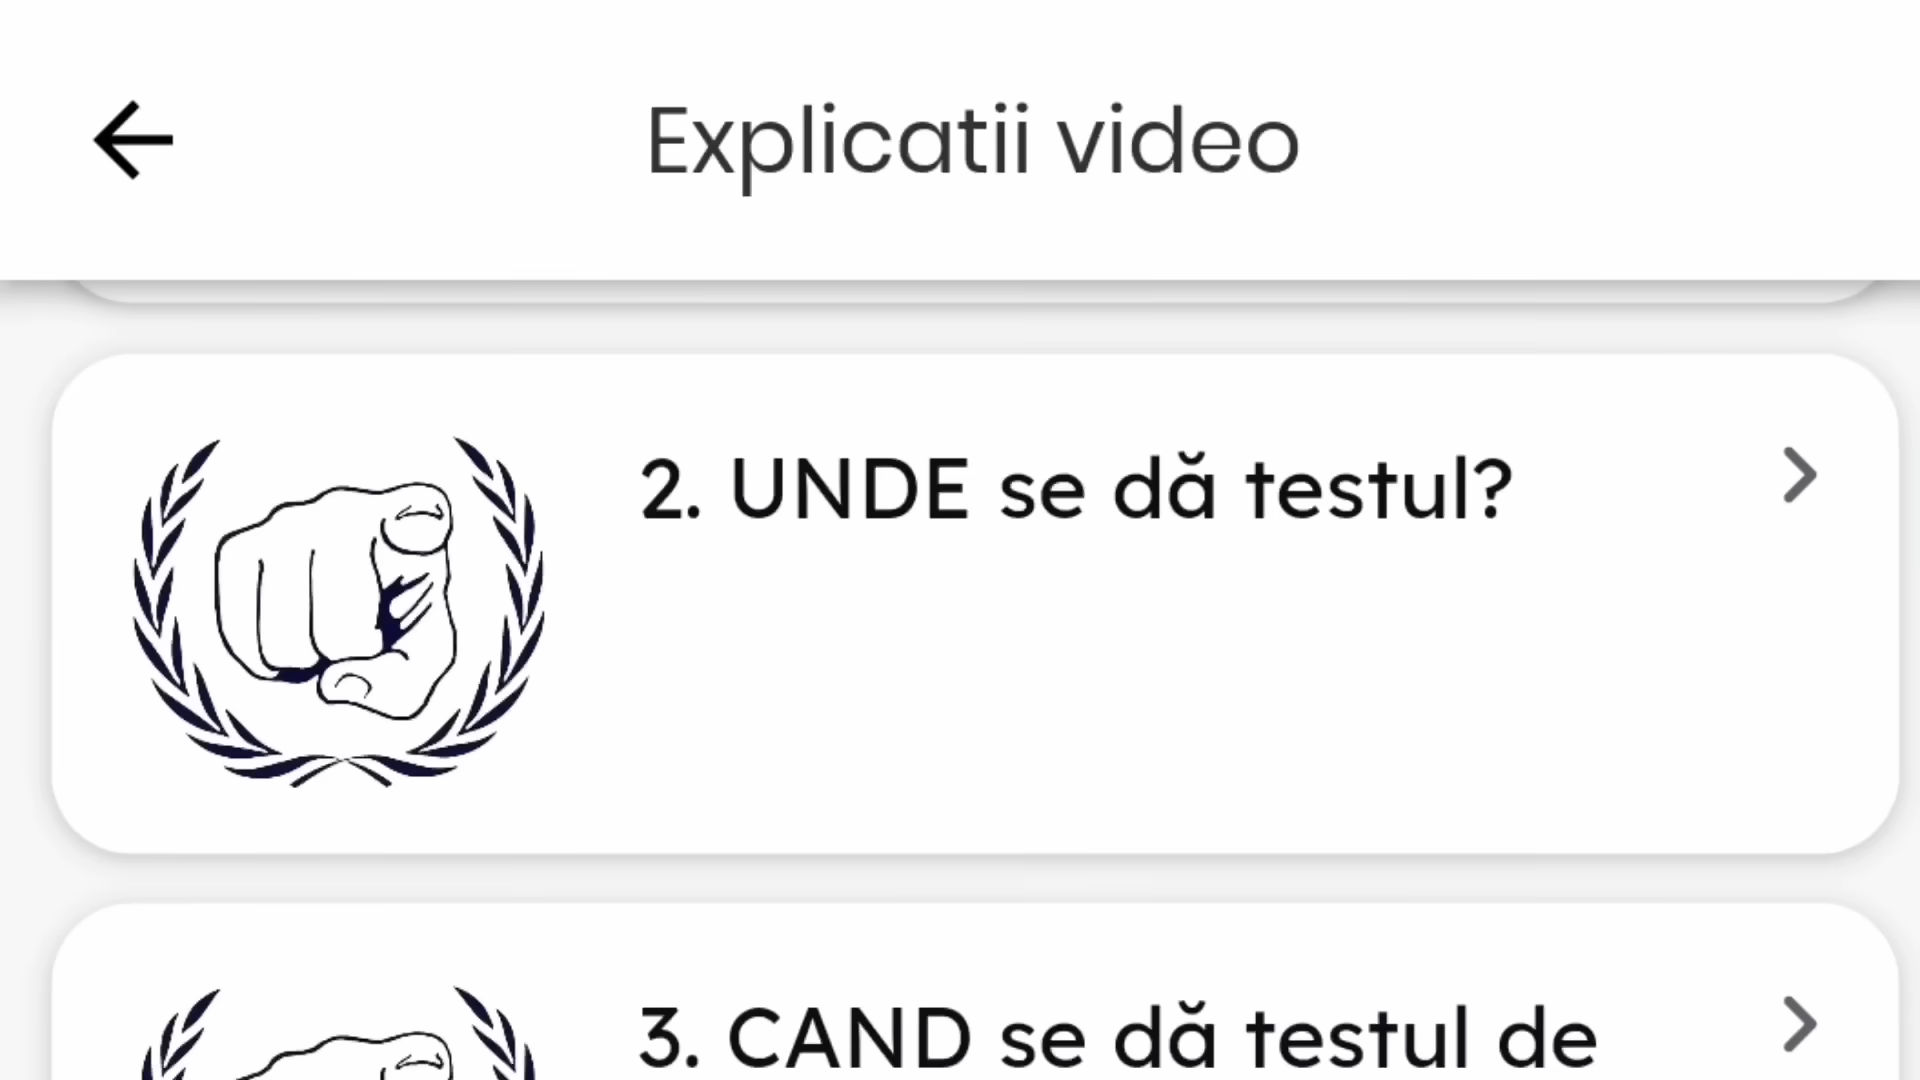 Explicatii video
2. UNDE se dă testul?
3. CAND se dă testul de